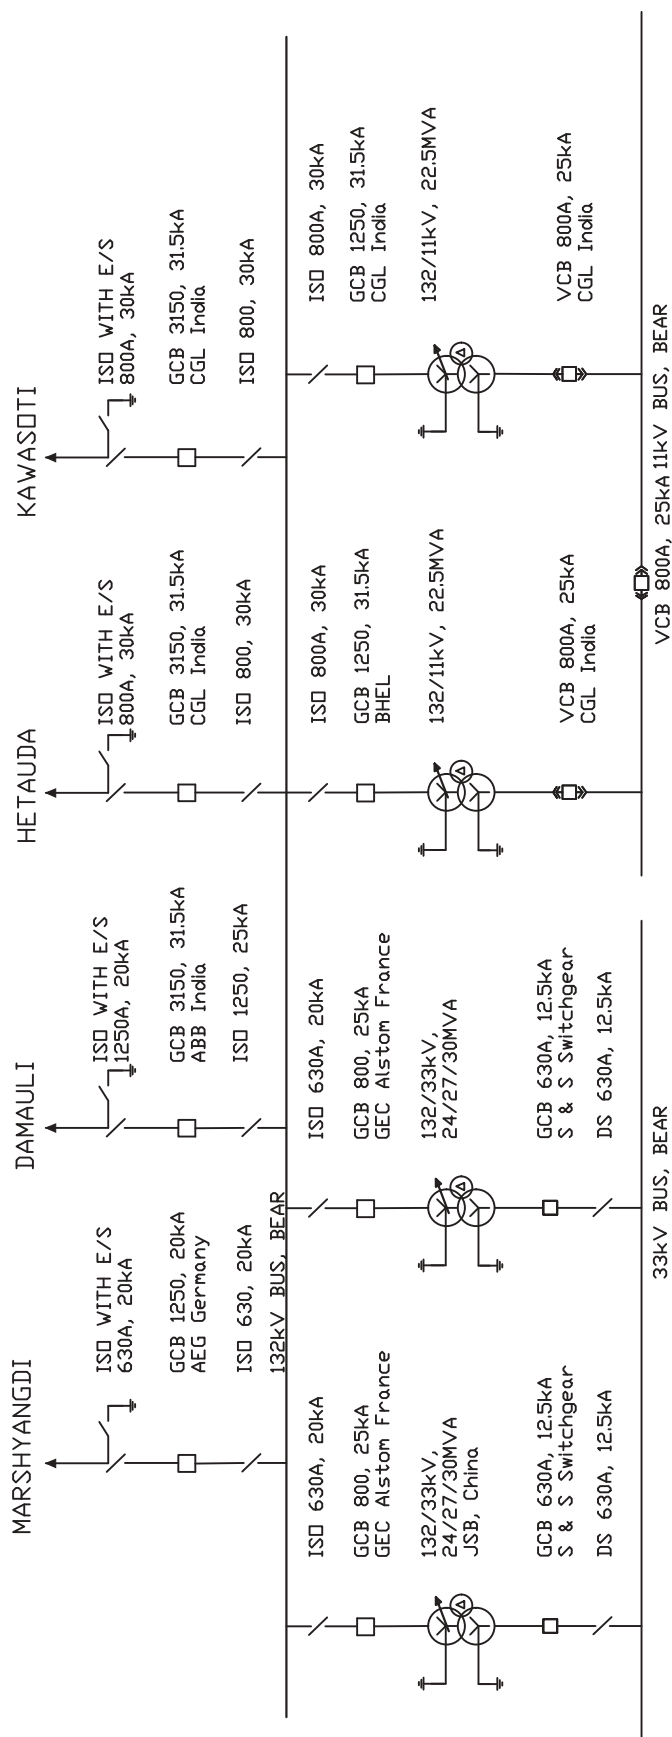 MARSHYANGDI
DAMAULI
HETAUDA
KAWASOTI
ISO WITH E/S
630A, 20kA
GCB 1250, 20kA
AEG Germany
ISO 630, 20kA
ISO WITH E/S
1250A, 20kA
GCB 3150, 31.5kA
ABB India
ISO 1250, 25kA
ISO WITH E/S
800A, 30kA
GCB 3150, 31.5kA
CGL India
ISO 800, 30kA
ISO WITH E/S
800A, 30kA
GCB 3150, 31.5kA
CGL India
ISO 800, 30kA
132kV BUS, BEAR
ISO 630A, 20kA
GCB 800, 25kA
GEC Alstom France
132/33kV,
24/27/30MVA
JSB, China
GCB 630A, 12.5kA
S & S Switchgear
DS 630A, 12.5kA
ISO 630A, 20kA
GCB 800, 25kA
GEC Alstom France
132/33kV,
24/27/30MVA
GCB 630A, 12.5kA
S & S Switchgear
DS 630A, 12.5kA
ISO 800A, 30kA
GCB 1250, 31.5kA
BHEL
132/11kV, 22.5MVA
VCB 800A, 25kA
CGL India
ISO 800A, 30kA
GCB 1250, 31.5kA
CGL India
132/11kV, 22.5MVA
VCB 800A, 25kA
CGL India
33kV BUS, BEAR
VCB 800A, 25kA
11kV BUS, BEAR